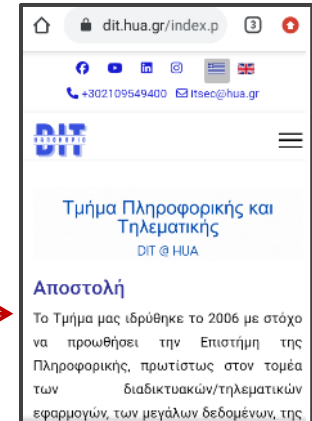 dit.hua.gr/index.p
3
+302109549400 itsec@hua.gr
DIT
ΧΑΡΟΚΟΠΕΙΟ
Τμήμα Πληροφορικής και
Τηλεματικής
DIT @ HUA
Αποστολή
Το Τμήμα μας ιδρύθηκε το 2006 με στόχο
να προωθήσει την Επιστήμη της
Πληροφορικής, πρωτίστως στον τομέα
των διαδικτυακών/τηλεματικών
εφαρμογών, των μεγάλων δεδομένων, της